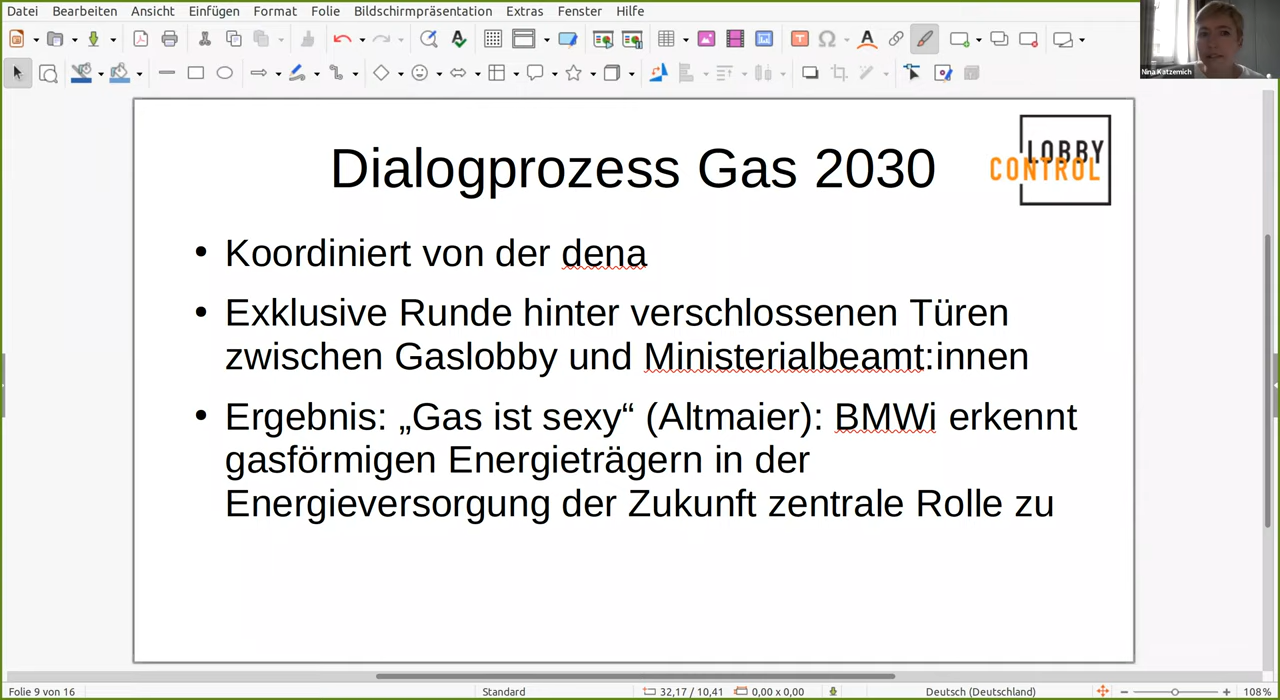 Datei Bearbeiten Ansicht Einfügen Format Folie Bildschirmpräsentation Extras Fenster Hilfe
Nina Katzemich
Dialogprozess Gas 2030
LOBBY
CONTROL
• Koordiniert von der dena
• Exklusive Runde hinter verschlossenen Türen
zwischen Gaslobby und Ministerialbeamt:innen
• Ergebnis: „Gas ist sexy“ (Altmaier): BMWi erkennt
gasförmigen Energieträgern in der
Energieversorgung der Zukunft zentrale Rolle zu
Folie 9 von 16 Standard 32,17 / 10,41 0,00 x 0,00 Deutsch (Deutschland) 108%